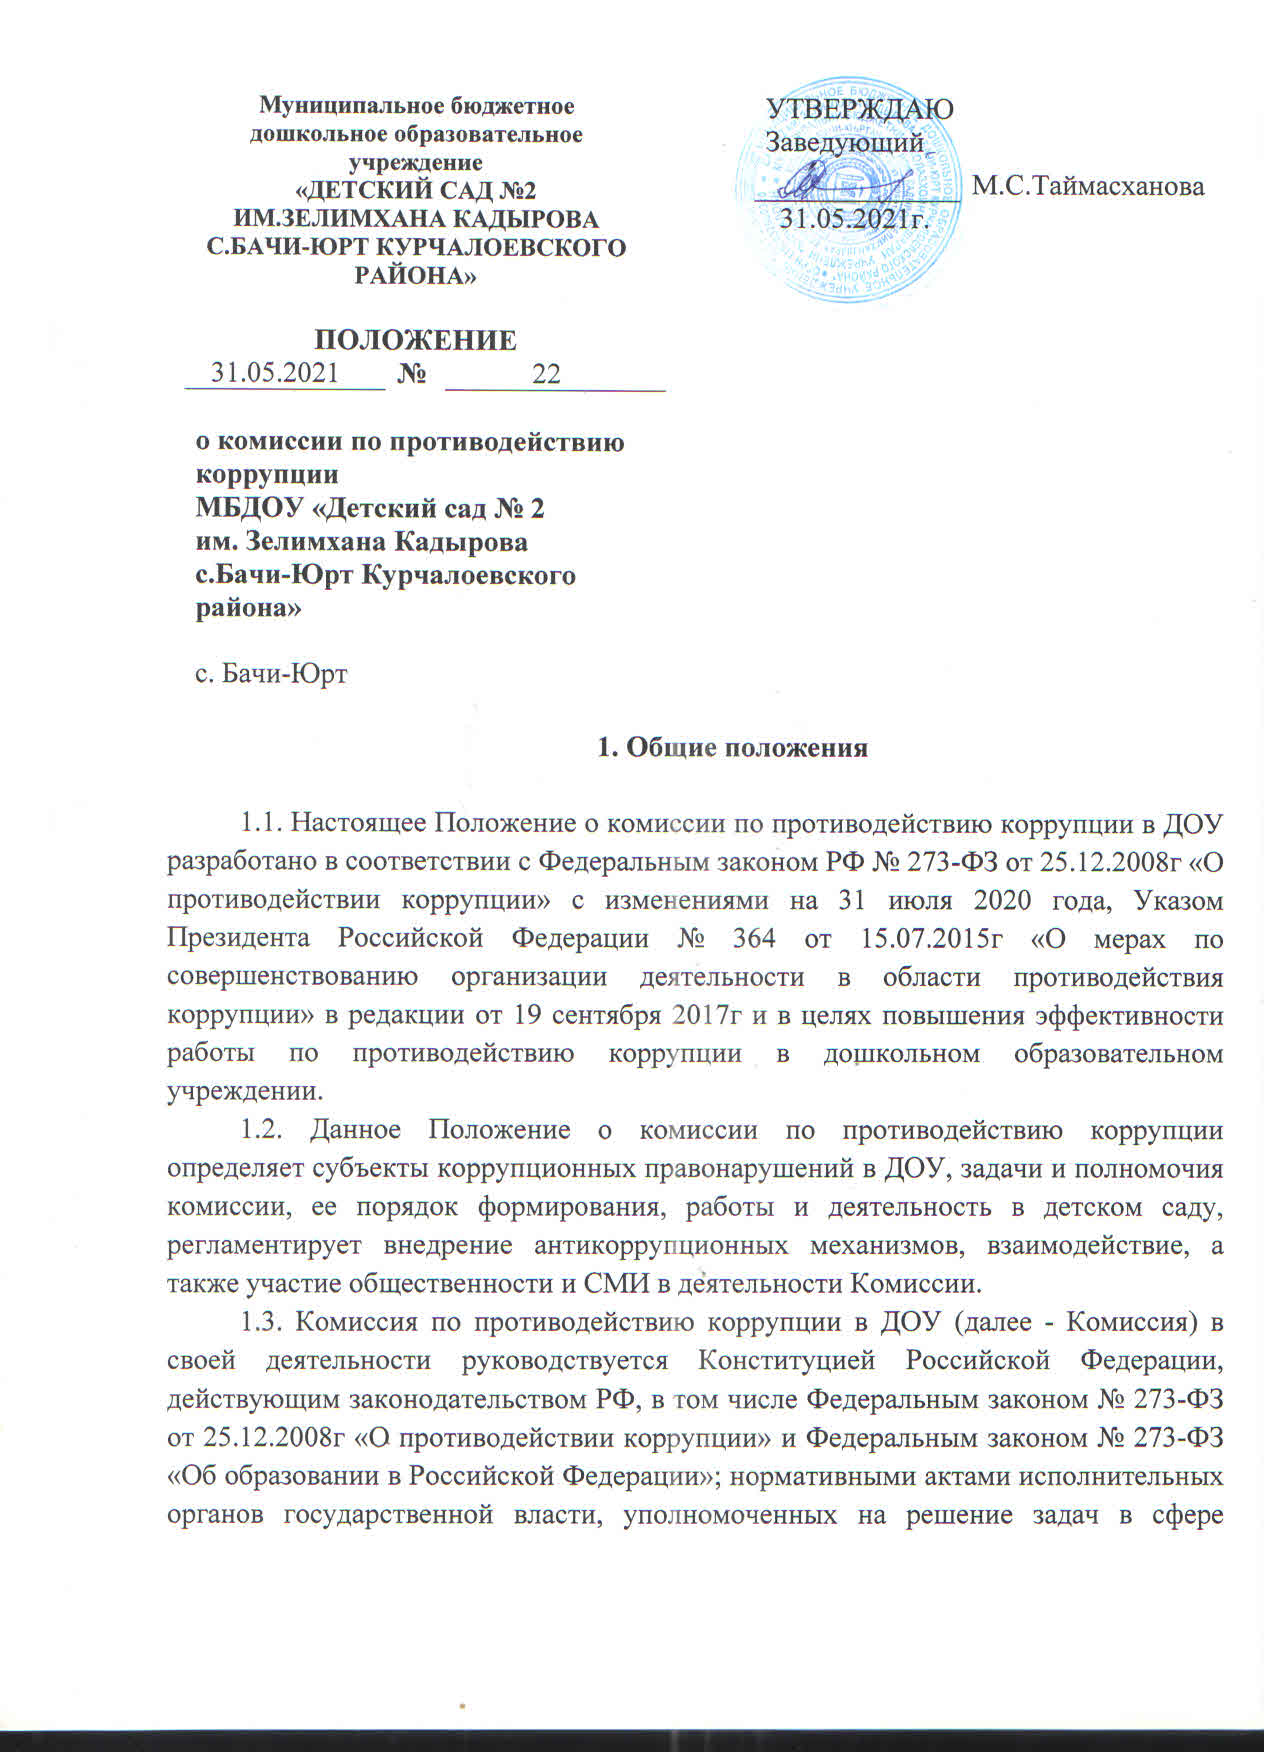 Муниципальное бюджетное
дошкольное образовательное
учреждение
«ДЕТСКИЙ САД №2
ИМ.ЗЕЛИМХАНА КАДЫРОВА
С.БАЧИ-ЮРТ КУРЧАЛОЕВСКОГО
РАЙОНА»
УТВЕРЖДАЮ
Заведующий
М.С.Таймасханова
31.05.2021г.
ПОЛОЖЕНИЕ
31.05.2021 № 22
о комиссии по противодействию
коррупции
МБДОУ «Детский сад № 2
им. Зелимхана Кадырова
с.Бачи-Юрт Курчалоевского
района»
с. Бачи-Юрт
1. Общие положения
1.1. Настоящее Положение о комиссии по противодействию коррупции в ДОУ
разработано в соответствии с Федеральным законом РФ № 273-ФЗ от 25.12.2008г «О
противодействии коррупции» с изменениями на 31 июля 2020 года, Указом
Президента Российской Федерации № 364 от 15.07.2015г «О мерах по
совершенствованию организации деятельности в области противодействия
коррупции» в редакции от 19 сентября 2017г и в целях повышения эффективности
работы по противодействию коррупции в дошкольном образовательном
учреждении.
1.2. Данное Положение о комиссии по противодействию коррупции
определяет субъекты коррупционных правонарушений в ДОУ, задачи и полномочия
комиссии, ее порядок формирования, работы и деятельность в детском саду,
регламентирует внедрение антикоррупционных механизмов, взаимодействие, а
также участие общественности и СМИ в деятельности Комиссии.
1.3. Комиссия по противодействию коррупции в ДОУ (далее - Комиссия) в
своей деятельности руководствуется Конституцией Российской Федерации,
действующим законодательством РФ, в том числе Федеральным законом № 273-ФЗ
от 25.12.2008г «О противодействии коррупции» и Федеральным законом № 273-ФЗ
«Об образовании в Российской Федерации»; нормативными актами исполнительных
органов государственной власти, уполномоченных на решение задач в сфере